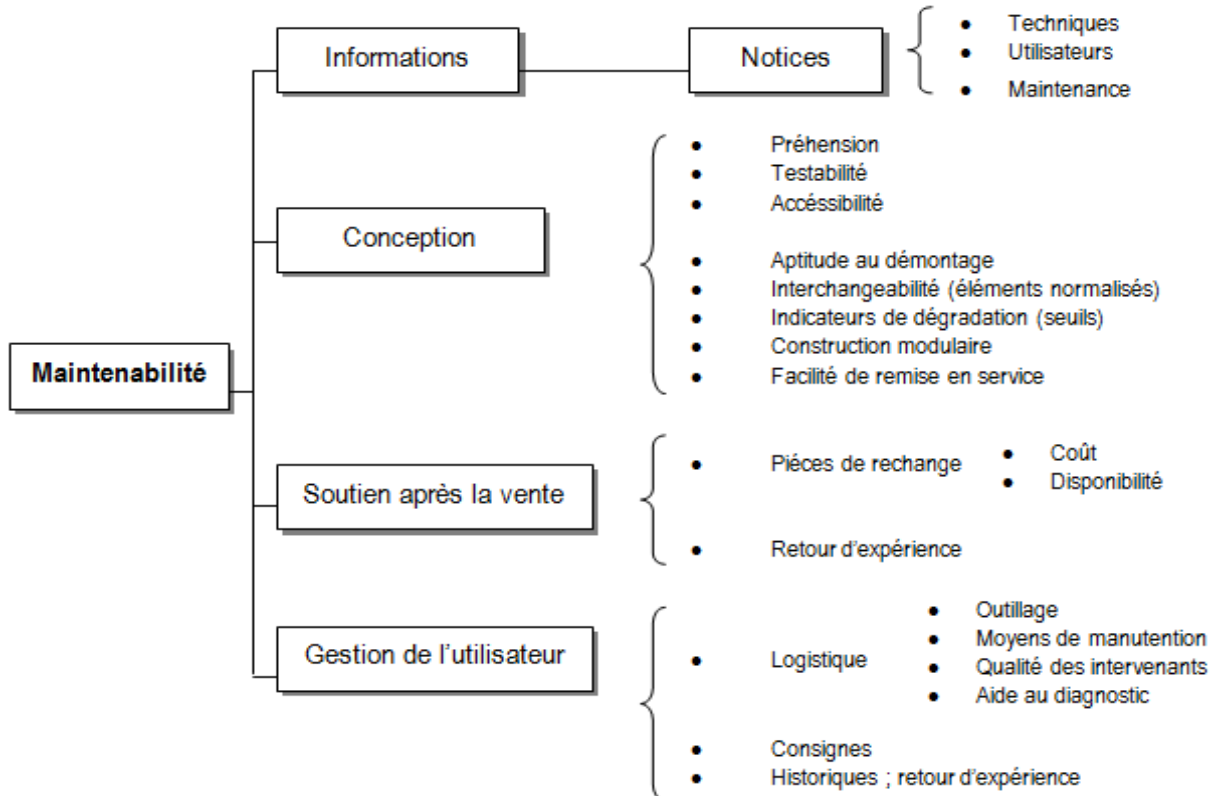 Informations
Notices
Techniques
Utilisateurs
Maintenance
Conception
Préhension
Testabilité
Accéssibilité
Aptitude au démontage
Interchangeabilité (éléments normalisés)
Indicateurs de dégradation (seuils)
Construction modulaire
Facilité de remise en service
Maintenabilité
Soutien après la vente
Piéces de rechange
Coût
Disponibilité
Retour d'expérience
Gestion de l'utilisateur
Logistique
Outillage
Moyens de manutention
Qualité des intervenants
Aide au diagnostic
Consignes
Historiques ; retour d'expérience